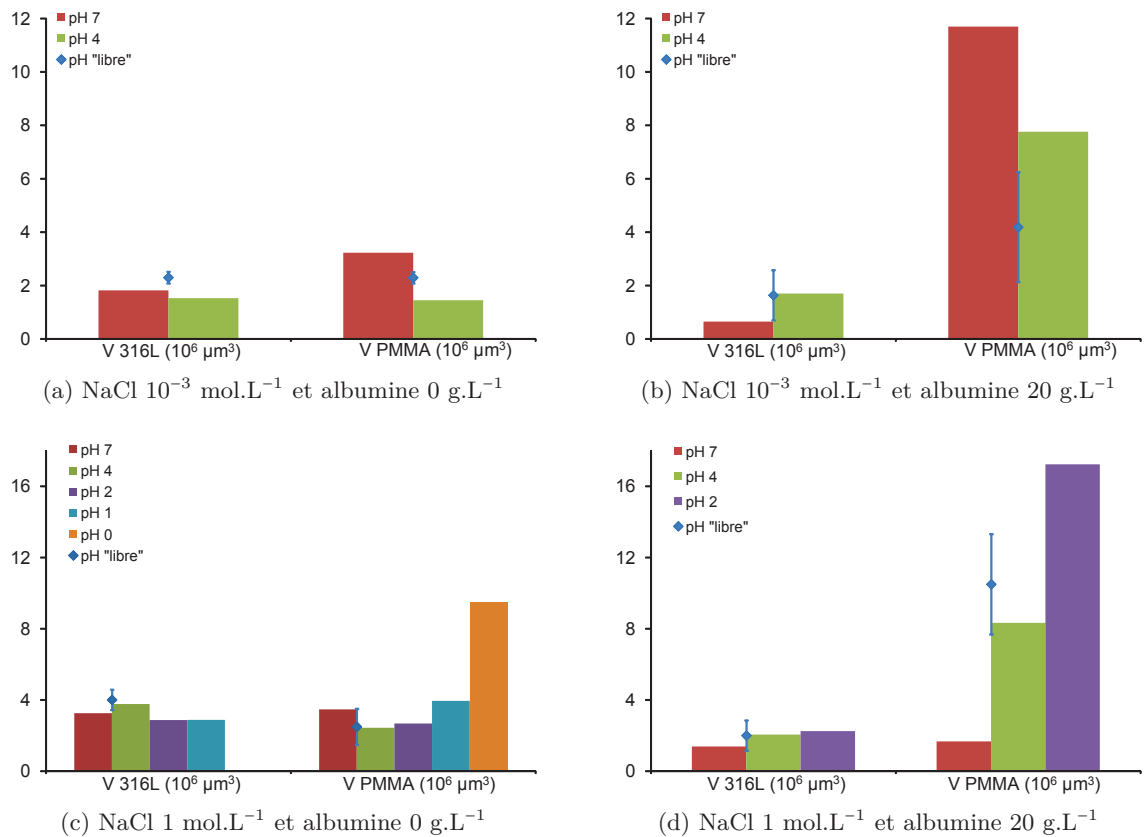 12
10
8
6
4
2
0
pH 7
pH 4
pH "libre"
V 316L (10⁶ µm³)
V PMMA (10⁶ µm³)
(a) NaCl 10⁻³ mol.L⁻¹ et albumine 0 g.L⁻¹
12
10
8
6
4
2
0
pH 7
pH 4
pH "libre"
V 316L (10⁶ µm³)
V PMMA (10⁶ µm³)
(b) NaCl 10⁻³ mol.L⁻¹ et albumine 20 g.L⁻¹
16
12
8
4
0
pH 7
pH 4
pH 2
pH 1
pH 0
pH "libre"
V 316L (10⁶ µm³)
V PMMA (10⁶ µm³)
(c) NaCl 1 mol.L⁻¹ et albumine 0 g.L⁻¹
16
12
8
4
0
pH 7
pH 4
pH 2
pH "libre"
V 316L (10⁶ µm³)
V PMMA (10⁶ µm³)
(d) NaCl 1 mol.L⁻¹ et albumine 20 g.L⁻¹